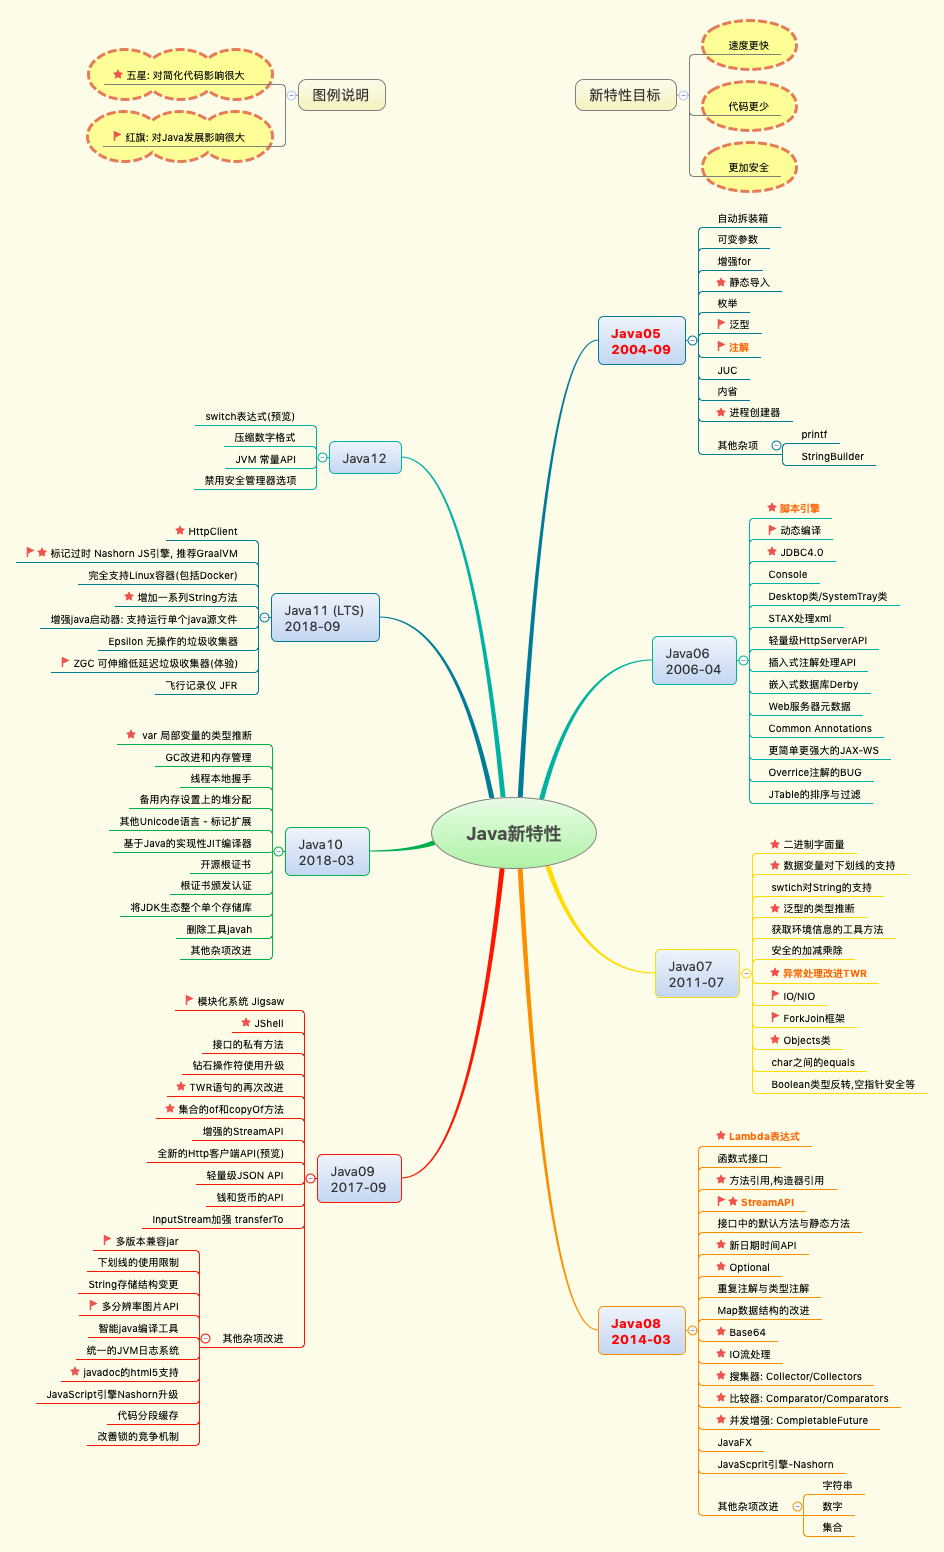 五星: 对简化代码影响很大
红旗: 对Java发展影响很大
图例说明
新特性目标
速度更快
代码更少
更加安全
Java新特性
Java05
2004-09
自动拆装箱
可变参数
增强for
静态导入
枚举
泛型
注解
JUC
内省
进程创建器
其他杂项
printf
StringBuilder
Java06
2006-04
脚本引擎
动态编译
JDBC4.0
Console
Desktop类/SystemTray类
STAX处理xml
轻量级HttpServerAPI
插入式注解处理API
嵌入式数据库Derby
Web服务器元数据
Common Annotations
更简单更强大的JAX-WS
Overrice注解的BUG
JTable的排序与过滤
Java07
2011-07
二进制字面量
数据变量对下划线的支持
swtich对String的支持
泛型的类型推断
获取环境信息的工具方法
安全的加减乘除
异常处理改进TWR
IO/NIO
ForkJoin框架
Objects类
char之间的equals
Boolean类型反转,空指针安全等
Java08
2014-03
Lambda表达式
函数式接口
方法引用,构造器引用
StreamAPI
接口中的默认方法与静态方法
新日期时间API
Optional
重复注解与类型注解
Map数据结构的改进
Base64
IO流处理
搜集器: Collector/Collectors
比较器: Comparator/Comparators
并发增强: CompletableFuture
JavaFX
JavaScprit引擎-Nashorn
其他杂项改进
字符串
数字
集合
Java12
switch表达式(预览)
压缩数字格式
JVM 常量API
禁用安全管理器选项
Java11 (LTS)
2018-09
HttpClient
标记过时 Nashorn JS引擎, 推荐GraalVM
完全支持Linux容器(包括Docker)
增加一系列String方法
增强java启动器: 支持运行单个java源文件
Epsilon 无操作的垃圾收集器
ZGC 可伸缩低延迟垃圾收集器(体验)
飞行记录仪 JFR
Java10
2018-03
var 局部变量的类型推断
GC改进和内存管理
线程本地握手
备用内存设置上的堆分配
其他Unicode语言 - 标记扩展
基于Java的实现性JIT编译器
开源根证书
根证书颁发认证
将JDK生态整个单个存储库
删除工具javah
其他杂项改进
Java09
2017-09
模块化系统 Jigsaw
JShell
接口的私有方法
钻石操作符使用升级
TWR语句的再次改进
集合的of和copyOf方法
增强的StreamAPI
全新的Http客户端API(预览)
轻量级JSON API
钱和货币的API
InputStream加强 transferTo
其他杂项改进
多版本兼容jar
下划线的使用限制
String存储结构变更
多分辨率图片API
智能java编译工具
统一的JVM日志系统
javadoc的html5支持
JavaScript引擎Nashorn升级
代码分段缓存
改善锁的竞争机制